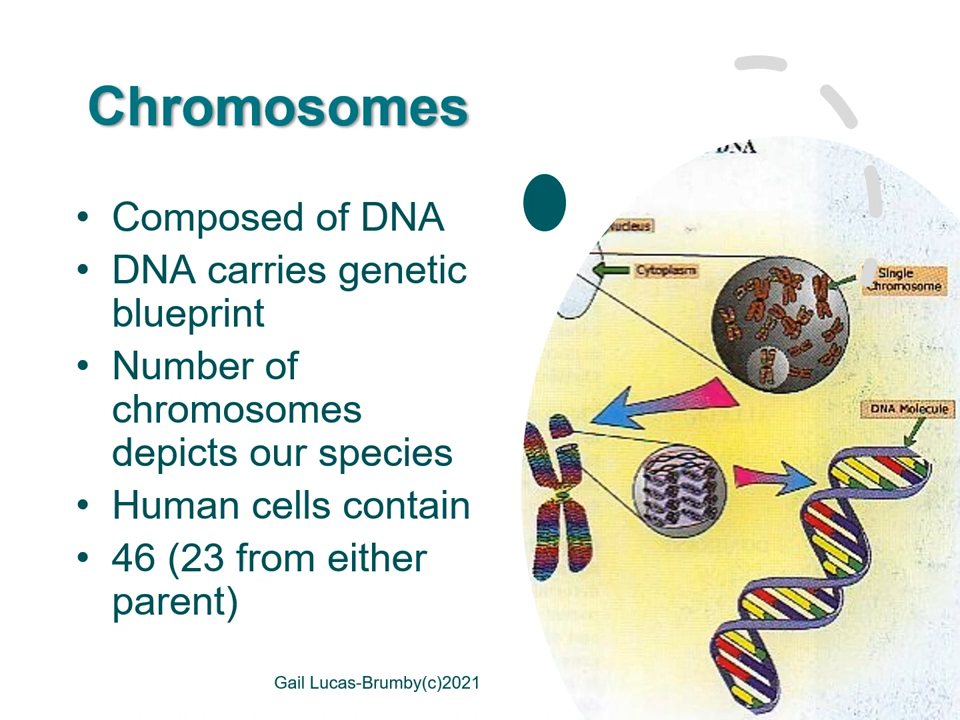 Chromosomes
• Composed of DNA
• DNA carries genetic
blueprint
• Number of
chromosomes
depicts our species
• Human cells contain
• 46 (23 from either
parent)
Gail Lucas-Brumby(c)2021
DNA
Nucleus
Cytoplasm
Single
Chromosome
DNA Molecule